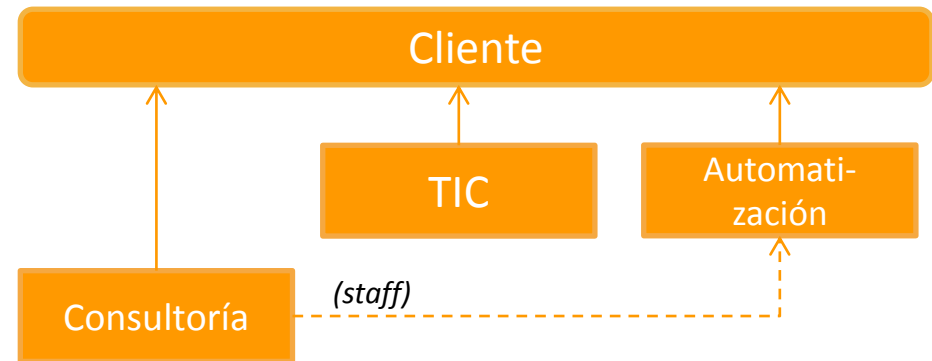 Cliente
TIC
Automati-
zación
(staff)
Consultoría